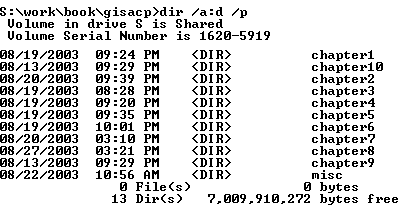 S:\work\book\gisacp>dir /a:d /p
 Volume in drive S is Shared
 Volume Serial Number is 1620-5919
08/19/2003  09:24 PM    <DIR>          chapter1
08/13/2003  09:29 PM    <DIR>          chapter10
08/20/2003  09:39 PM    <DIR>          chapter2
08/19/2003  08:28 PM    <DIR>          chapter3
08/19/2003  09:20 PM    <DIR>          chapter4
08/19/2003  09:35 PM    <DIR>          chapter5
08/19/2003  10:01 PM    <DIR>          chapter6
08/20/2003  03:10 PM    <DIR>          chapter7
08/27/2003  03:21 PM    <DIR>          chapter8
08/13/2003  09:29 PM    <DIR>          chapter9
08/22/2003  10:56 AM    <DIR>          misc
               0 File(s)              0 bytes
              13 Dir(s)   7,009,910,272 bytes free